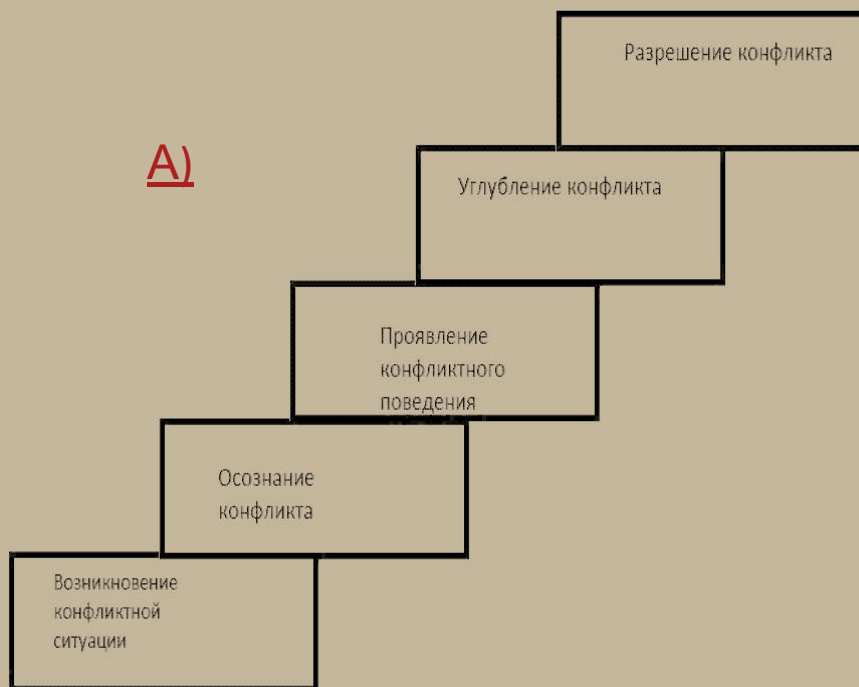 Разрешение конфликта
А)
Углубление конфликта
Проявление
конфликтного
поведения
Осознание
конфликта
Возникновение
конфликтной
ситуации